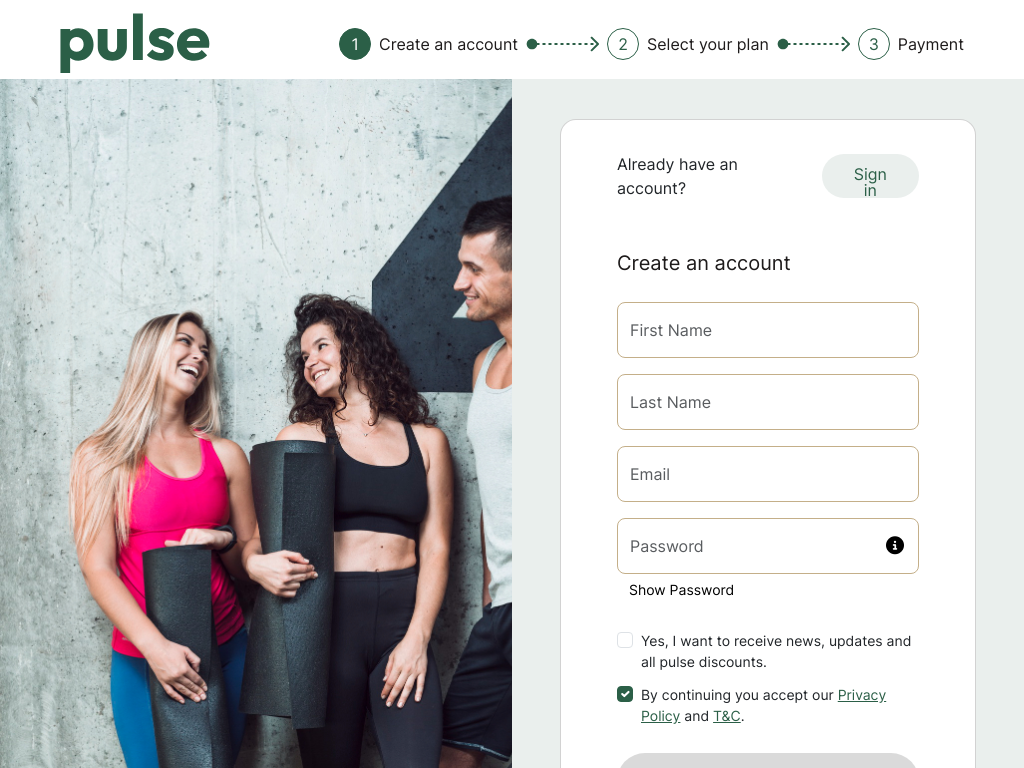 pulse
1 Create an account 2 Select your plan 3 Payment
Already have an
account?
Sign
in
Create an account
First Name
Last Name
Email
Password
Show Password
Yes, I want to receive news, updates and
all pulse discounts.
By continuing you accept our Privacy
Policy and T&C.